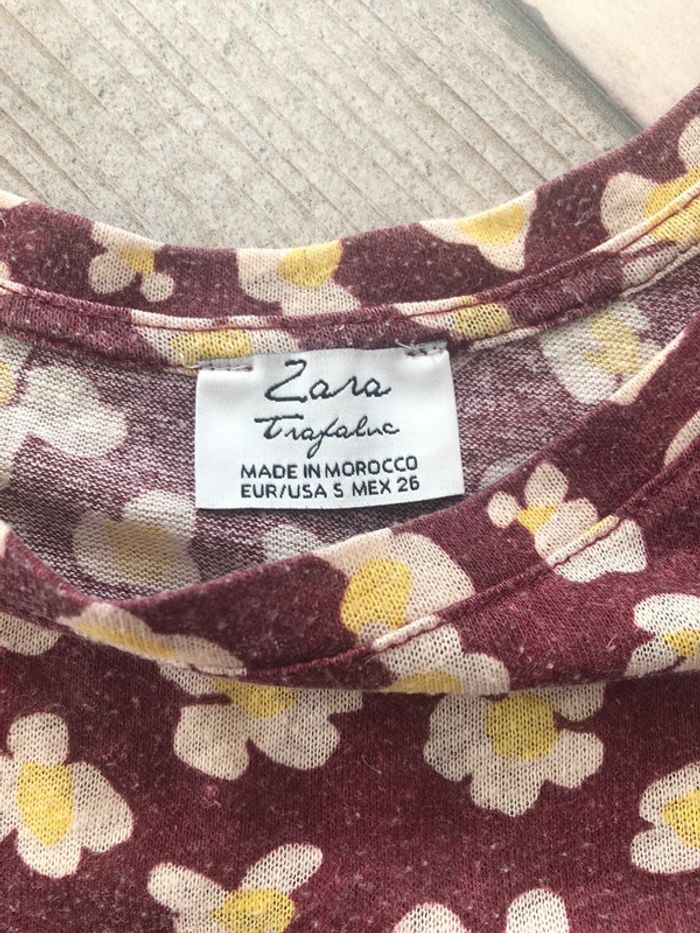 Zara
Trafaluc
MADE IN MOROCCO
EUR/USA S MEX 26